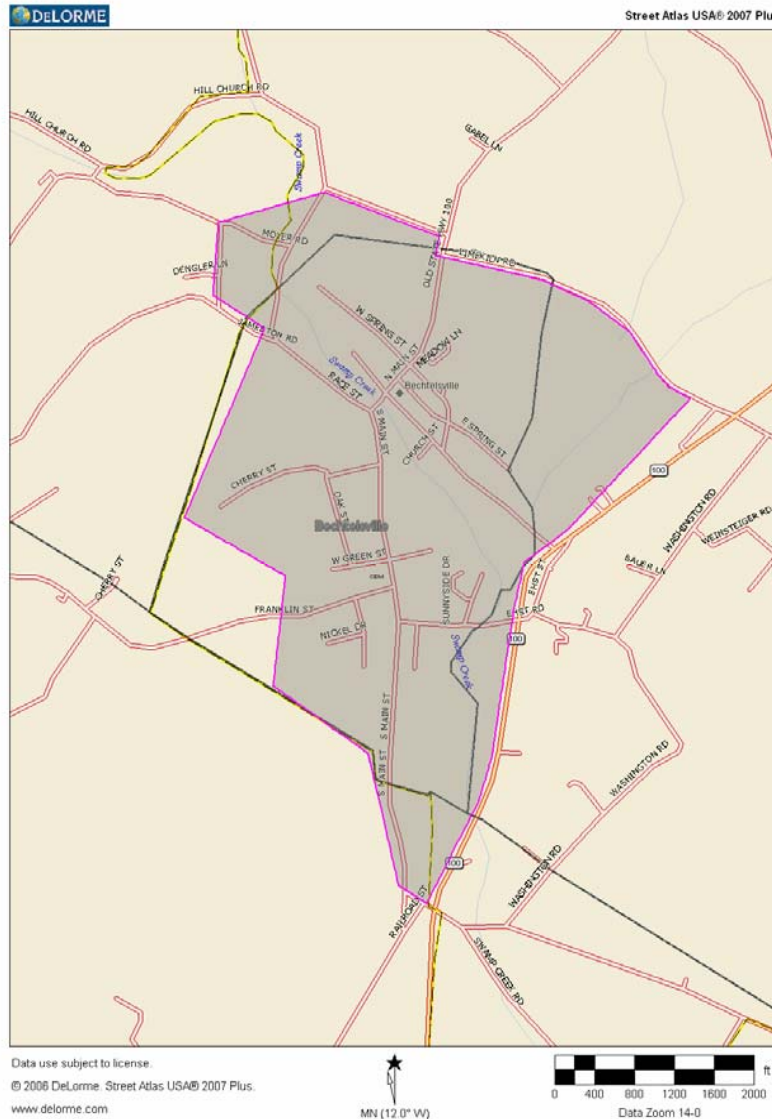 DELORME
Street Atlas USA® 2007 Plu
HILL CHURCH RD
HILL CHURCH RD
Swamp Creek
GABEL LN
OLD STATE HWY 100
MOYER RD
LIMEKILN RD
DENGLER LN
JAMESTON RD
W SPRING ST
N MAIN ST
MEADOW LN
Swamp Creek
RACE ST
Bechtelsville
S MAIN ST
CHURCH ST
E SPRING ST
CHERRY ST
OAK ST
100
WASHINGTON RD
WEINSTEIGER RD
Bechtelsville
BAUER LN
W GREEN ST
SUNNYSIDE DR
EHST ST
CHERRY ST
FRANKLIN ST
EHST RD
NICKEL DR
100
Swamp Creek
S MAIN ST
S MAIN ST
WASHINGTON RD
100
WASHINGTON RD
RAILROAD ST
SWAMP CREEK RD
Data use subject to license.
© 2006 DeLorme. Street Atlas USA® 2007 Plus.
www.delorme.com
MN (12.0° W)
ft
0 400 800 1200 1600 2000
Data Zoom 14-0